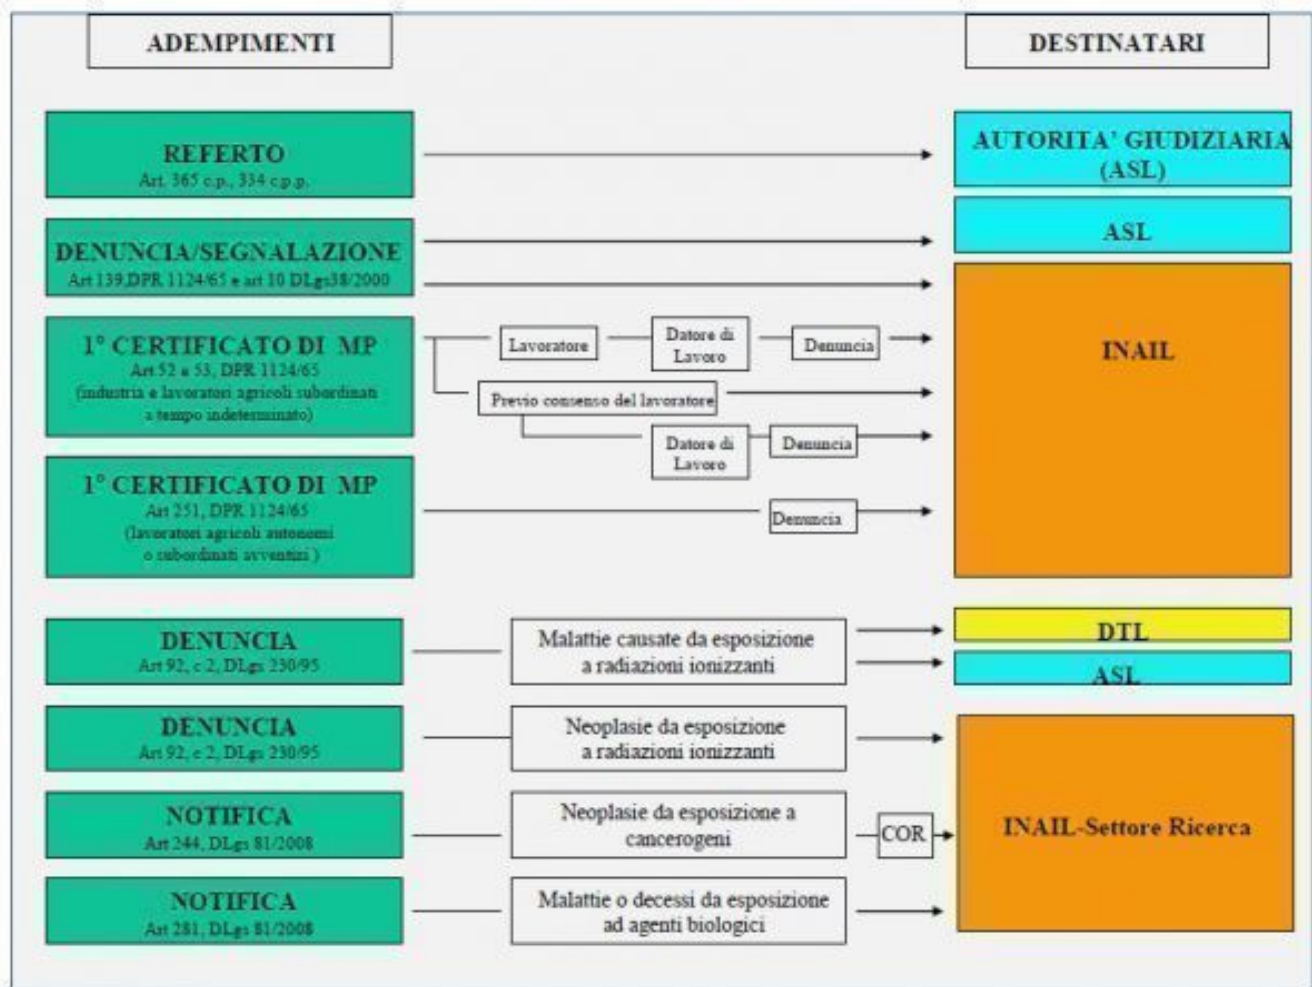 ADEMPIMENTI
DESTINATARI
REFERTO
Art. 365 c.p., 334 c.p.p.
AUTORITA' GIUDIZIARIA
(ASL)
DENUNCIA/SEGNALAZIONE
Art 139,DPR 1124/65 e art 10 DLgs38/2000
ASL
INAIL
1° CERTIFICATO DI MP
Art 52 e 53, DPR 1124/65
(industria e lavoratori agricoli subordinati
a tempo indeterminato)
Lavoratore
Datore di
Lavoro
Denuncia
Previo consenso del lavoratore
Datore di
Lavoro
Denuncia
1° CERTIFICATO DI MP
Art 251, DPR 1124/65
(lavoratori agricoli autonomi
o subordinati avventizi )
Denuncia
DENUNCIA
Art 92, c 2, DLgs 230/95
Malattie causate da esposizione
a radiazioni ionizzanti
DTL
ASL
DENUNCIA
Art 92, c 2, DLgs 230/95
Neoplasie da esposizione
a radiazioni ionizzanti
NOTIFICA
Art 244, DLgs 81/2008
Neoplasie da esposizione a
cancerogeni
COR
INAIL-Settore Ricerca
NOTIFICA
Art 281, DLgs 81/2008
Malattie o decessi da esposizione
ad agenti biologici